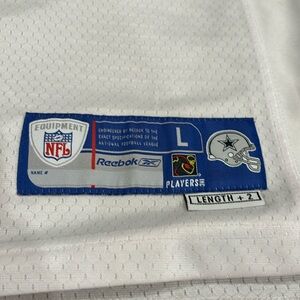 EQUIPMENT
NFL
NAME #
ENGINEERED BY REEBOK TO THE
EXACT SPECIFICATIONS OF THE
NATIONAL FOOTBALL LEAGUE
Reebok
L
PLAYERS INC
LENGTH + 2